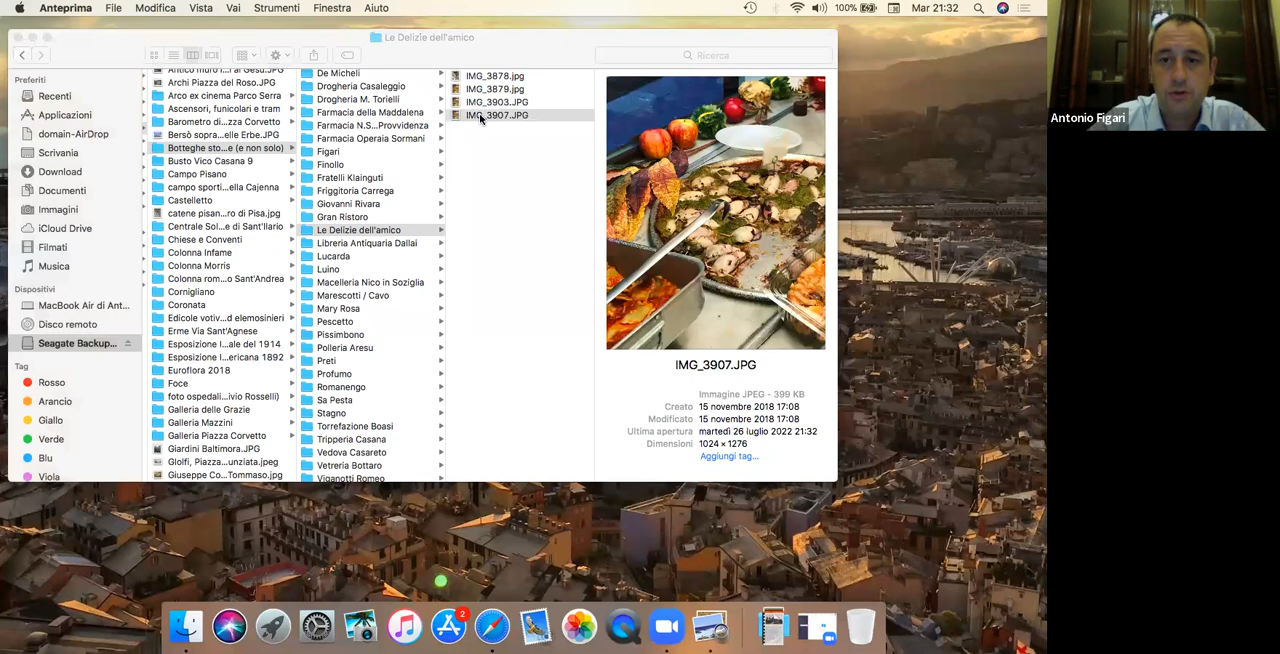 Anteprima File Modifica Vista Vai Strumenti Finestra Aiuto 100% Mar 21:32
Le Delizie dell'amico
Ricerca
Preferiti
Recenti
Applicazioni
domain-AirDrop
Scrivania
Download
Documenti
Immagini
iCloud Drive
Filmati
Musica
Dispositivi
MacBook Air di Ant...
Disco remoto
Seagate Backup...
Tag
Rosso
Arancio
Giallo
Verde
Blu
Viola
Archi Piazza del Roso.JPG
Arco ex cinema Parco Serra
Ascensori, funicolari e tram
Barometro di...zza Corvetto
Bersò sopra...elle Erbe.JPG
Botteghe sto...e (e non solo)
Busto Vico Casana 9
Campo Pisano
campo sporti...ella Cajenna
Castelletto
catene pisan...ro di Pisa.jpg
Centrale Sol...e di Sant'Ilario
Chiese e Conventi
Colonna Infame
Colonna Morris
Colonna rom...o Sant'Andrea
Cornigliano
Coronata
Edicole votiv...d elemosinieri
Erme Via Sant'Agnese
Esposizione I...ale del 1914
Esposizione I...ericana 1892
Euroflora 2018
Foce
foto ospedali...ivio Rosselli)
Galleria delle Grazie
Galleria Mazzini
Galleria Piazza Corvetto
Giardini Baltimora.JPG
Giolfi, Piazza...unziata.jpeg
Giuseppe Co...Tommaso.jpg
De Micheli
Drogheria Casaleggio
Drogheria M. Torielli
Farmacia della Maddalena
Farmacia N.S...Provvidenza
Farmacia Operaia Sormani
Figari
Finollo
Fratelli Klainguti
Friggitoria Carrega
Giovanni Rivara
Gran Ristoro
Le Delizie dell'amico
Libreria Antiquaria Dallai
Lucarda
Luino
Macelleria Nico in Soziglia
Marescotti / Cavo
Mary Rosa
Pescetto
Pissimbono
Polleria Aresu
Preti
Profumo
Romanengo
Sa Pesta
Stagno
Torrefazione Boasi
Tripperia Casana
Vedova Casareto
Vetreria Bottaro
Viganotti Romeo
IMG_3878.jpg
IMG_3879.jpg
IMG_3903.JPG
IMG_3907.JPG
IMG_3907.JPG
Immagine JPEG - 399 KB
Creato 15 novembre 2018 17:08
Modificato 15 novembre 2018 17:08
Ultima apertura martedì 26 luglio 2022 21:32
Dimensioni 1024 × 1276
Aggiungi tag...
Antonio Figari
2